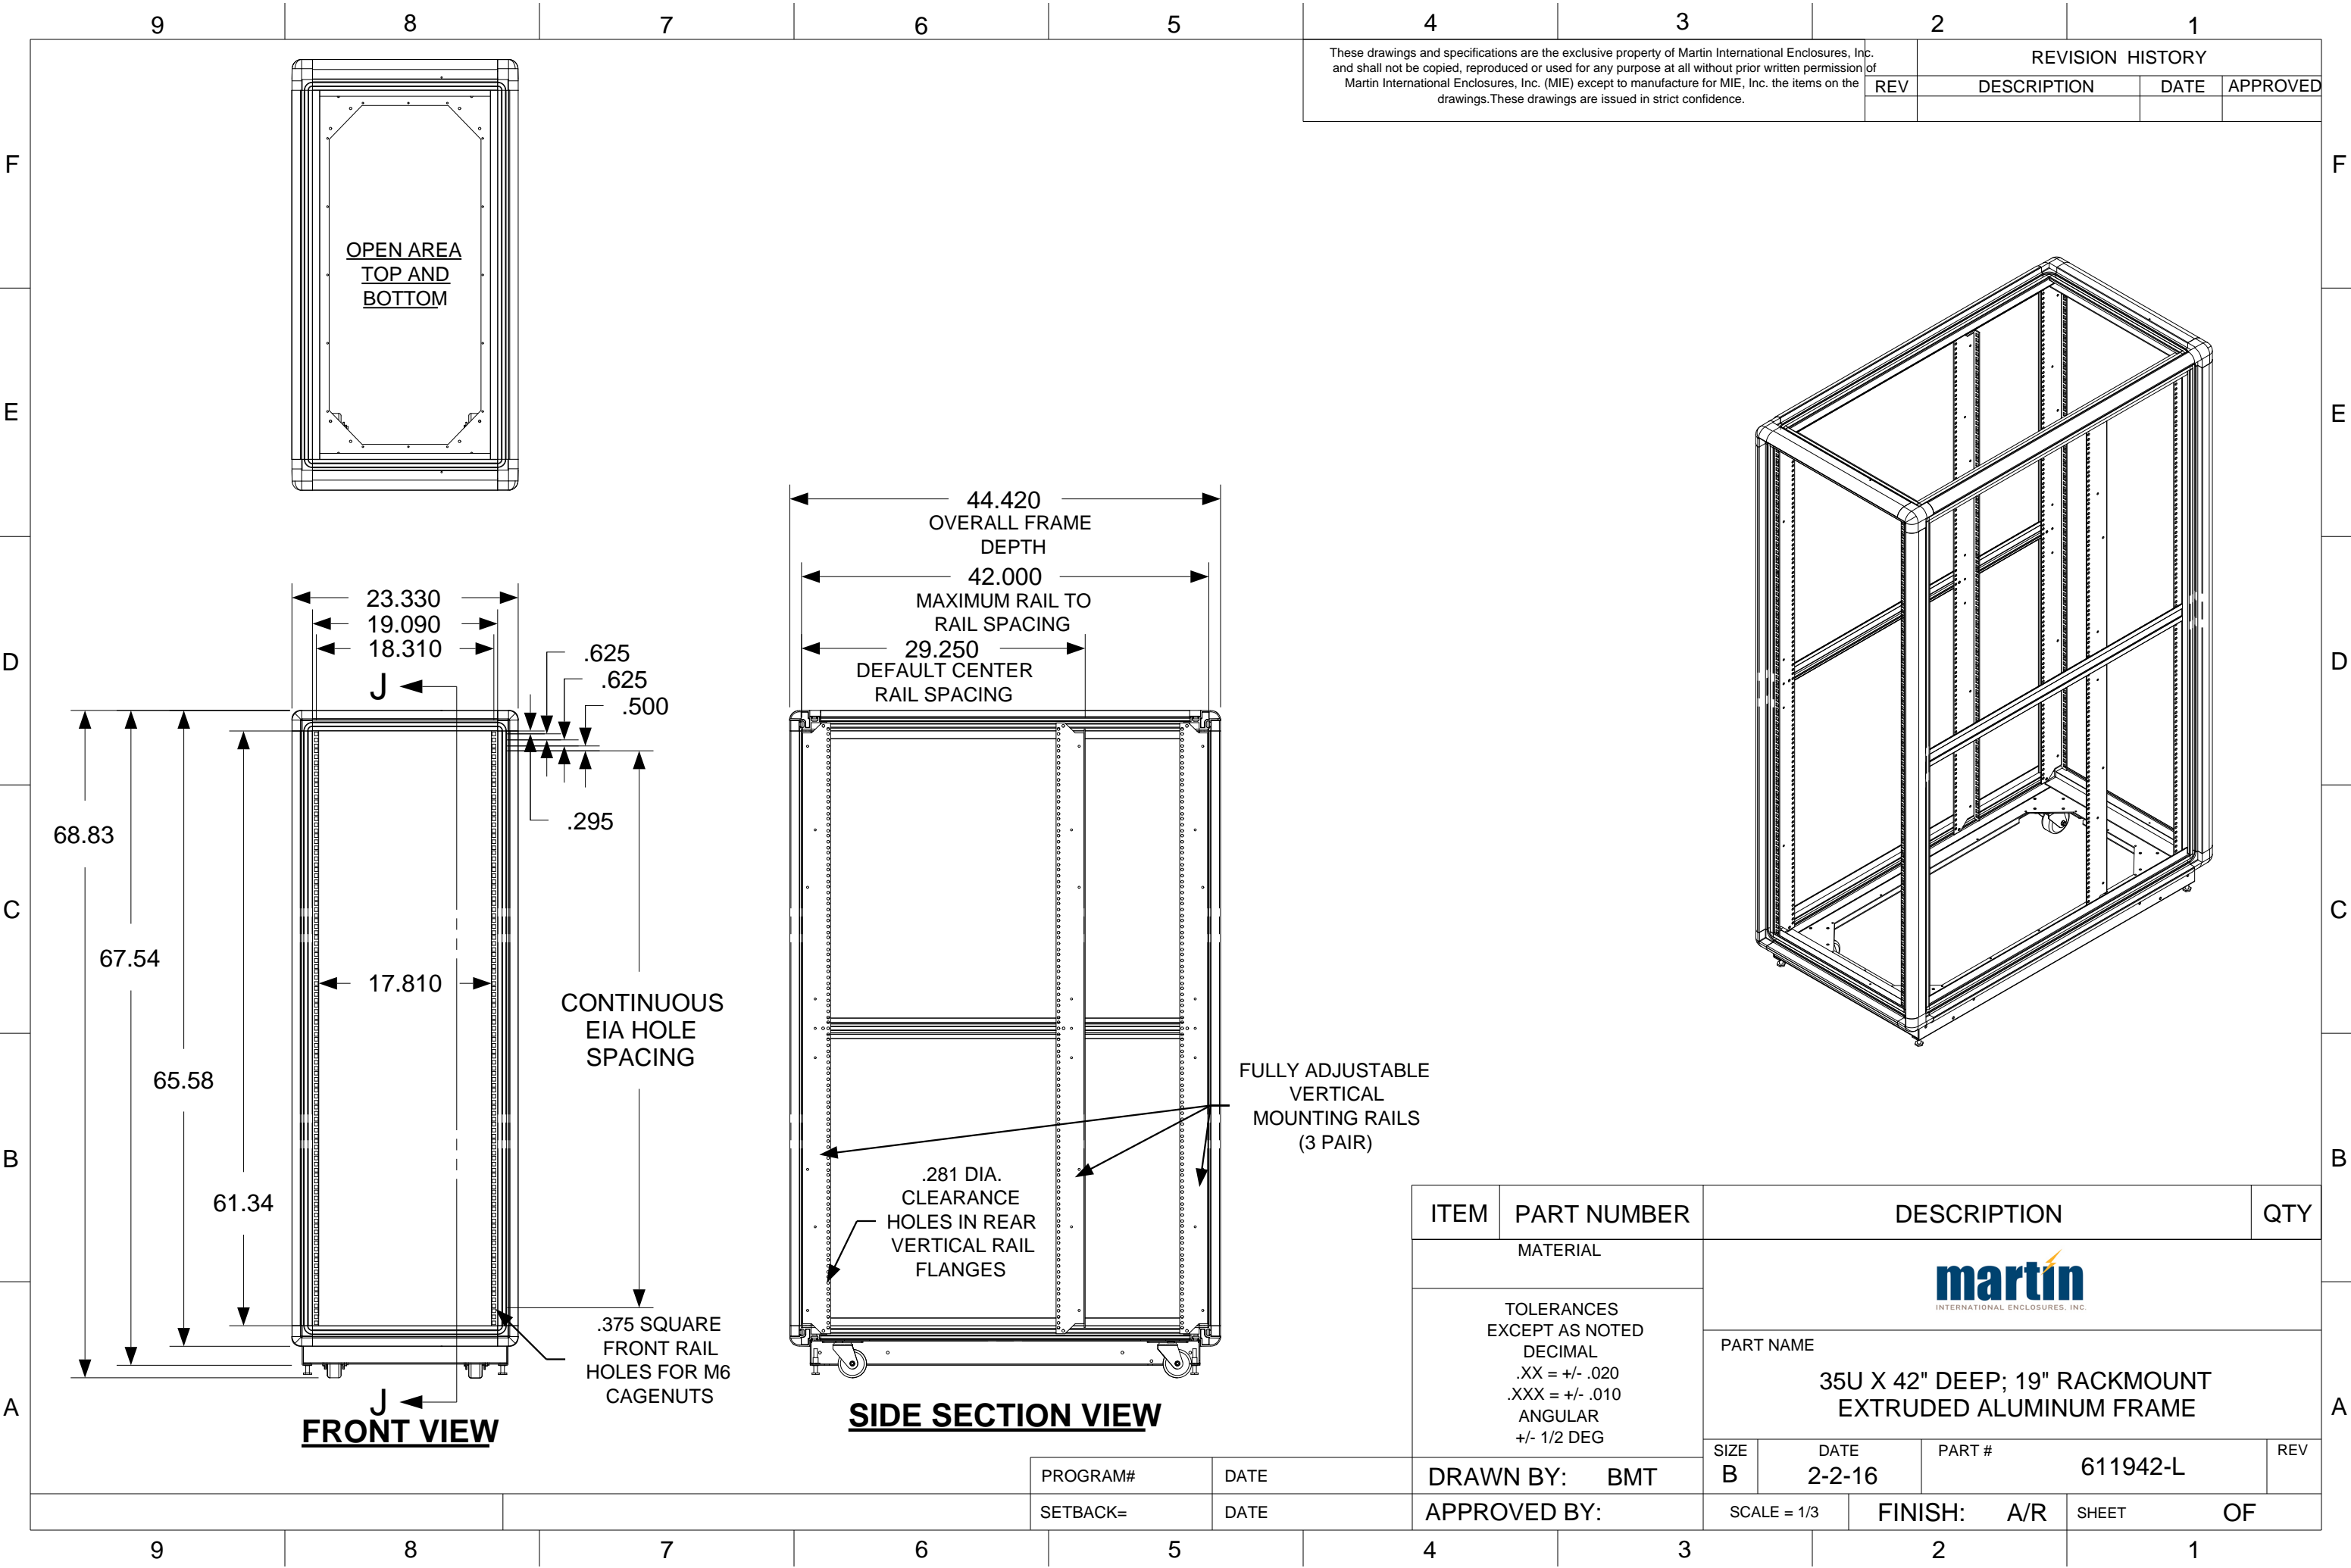 9 8 7 6 5 4 3 2 1
These drawings and specifications are the exclusive property of Martin International Enclosures, Inc.
and shall not be copied, reproduced or used for any purpose at all without prior written permission of
Martin International Enclosures, Inc. (MIE) except to manufacture for MIE, Inc. the items on the
drawings.These drawings are issued in strict confidence.
REVISION HISTORY
REV DESCRIPTION DATE APPROVED
F F
OPEN AREA
TOP AND
BOTTOM
E E
44.420
OVERALL FRAME
DEPTH
42.000
MAXIMUM RAIL TO
RAIL SPACING
29.250
DEFAULT CENTER
RAIL SPACING
23.330
19.090
18.310
D D
J
.625
.625
.500
.295
68.83
67.54
65.58
61.34
17.810
C C
CONTINUOUS
EIA HOLE
SPACING
FULLY ADJUSTABLE
VERTICAL
MOUNTING RAILS
(3 PAIR)
B B
.281 DIA.
CLEARANCE
HOLES IN REAR
VERTICAL RAIL
FLANGES
.375 SQUARE
FRONT RAIL
HOLES FOR M6
CAGENUTS
A A
J
FRONT VIEW
SIDE SECTION VIEW
ITEM PART NUMBER DESCRIPTION QTY
MATERIAL
martin
INTERNATIONAL ENCLOSURES, INC.
TOLERANCES
EXCEPT AS NOTED
DECIMAL
.XX = +/- .020
.XXX = +/- .010
ANGULAR
+/- 1/2 DEG
PART NAME
35U X 42" DEEP; 19" RACKMOUNT
EXTRUDED ALUMINUM FRAME
SIZE
B
DATE
2-2-16
PART #
611942-L
REV
PROGRAM# DATE
DRAWN BY: BMT
SETBACK= DATE
APPROVED BY:
SCALE = 1/3
FINISH: A/R
SHEET OF
9 8 7 6 5 4 3 2 1